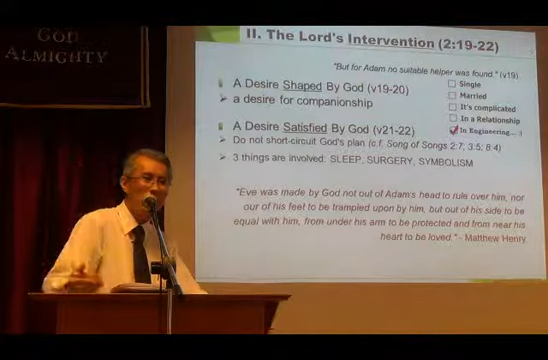 GOD
ALMIGHTY
II. The Lord's Intervention (2:19-22)
"But for Adam no suitable helper was found." (v19)
A Desire Shaped By God (v19-20)
a desire for companionship
Single
Married
It's complicated
In a Relationship
In Engineering... :)
A Desire Satisfied By God (v21-22)
Do not short-circuit God's plan (c.f. Song of Songs 2:7; 3:5; 8:4)
3 things are involved: SLEEP, SURGERY, SYMBOLISM
"Eve was made by God not out of Adam's head to rule over him, nor
our of his feet to be trampled upon by him, but out of his side to be
equal with him, from under his arm to be protected and from near his
heart to be loved." - Matthew Henry